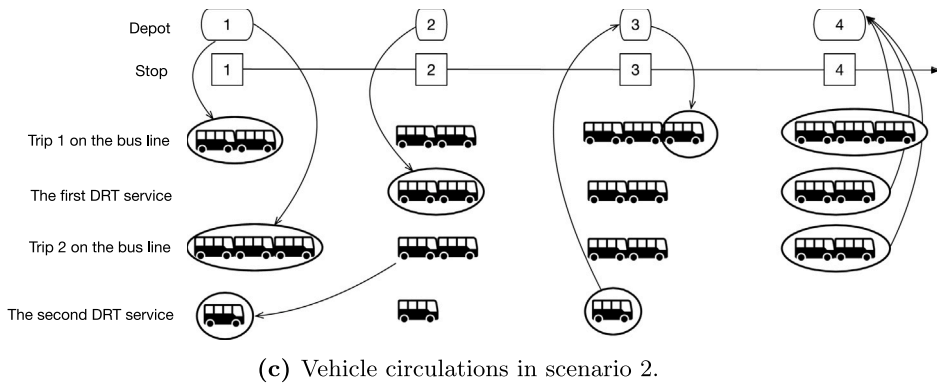 Depot 1 2 3 4
Stop 1 2 3 4
Trip 1 on the bus line
The first DRT service
Trip 2 on the bus line
The second DRT service
(c) Vehicle circulations in scenario 2.